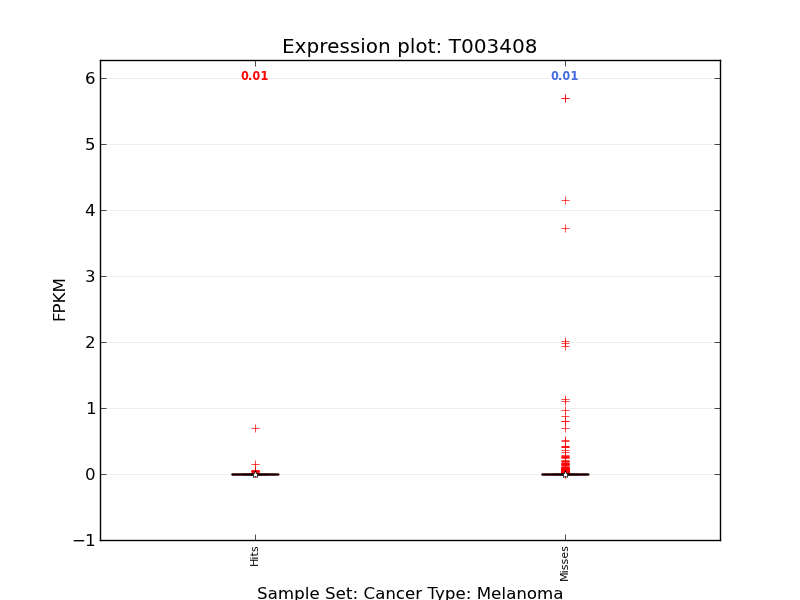 Expression plot: T003408
0.01
0.01
6
5
4
3
2
1
0
−1
FPKM
Hits
Misses
Sample Set: Cancer Type: Melanoma